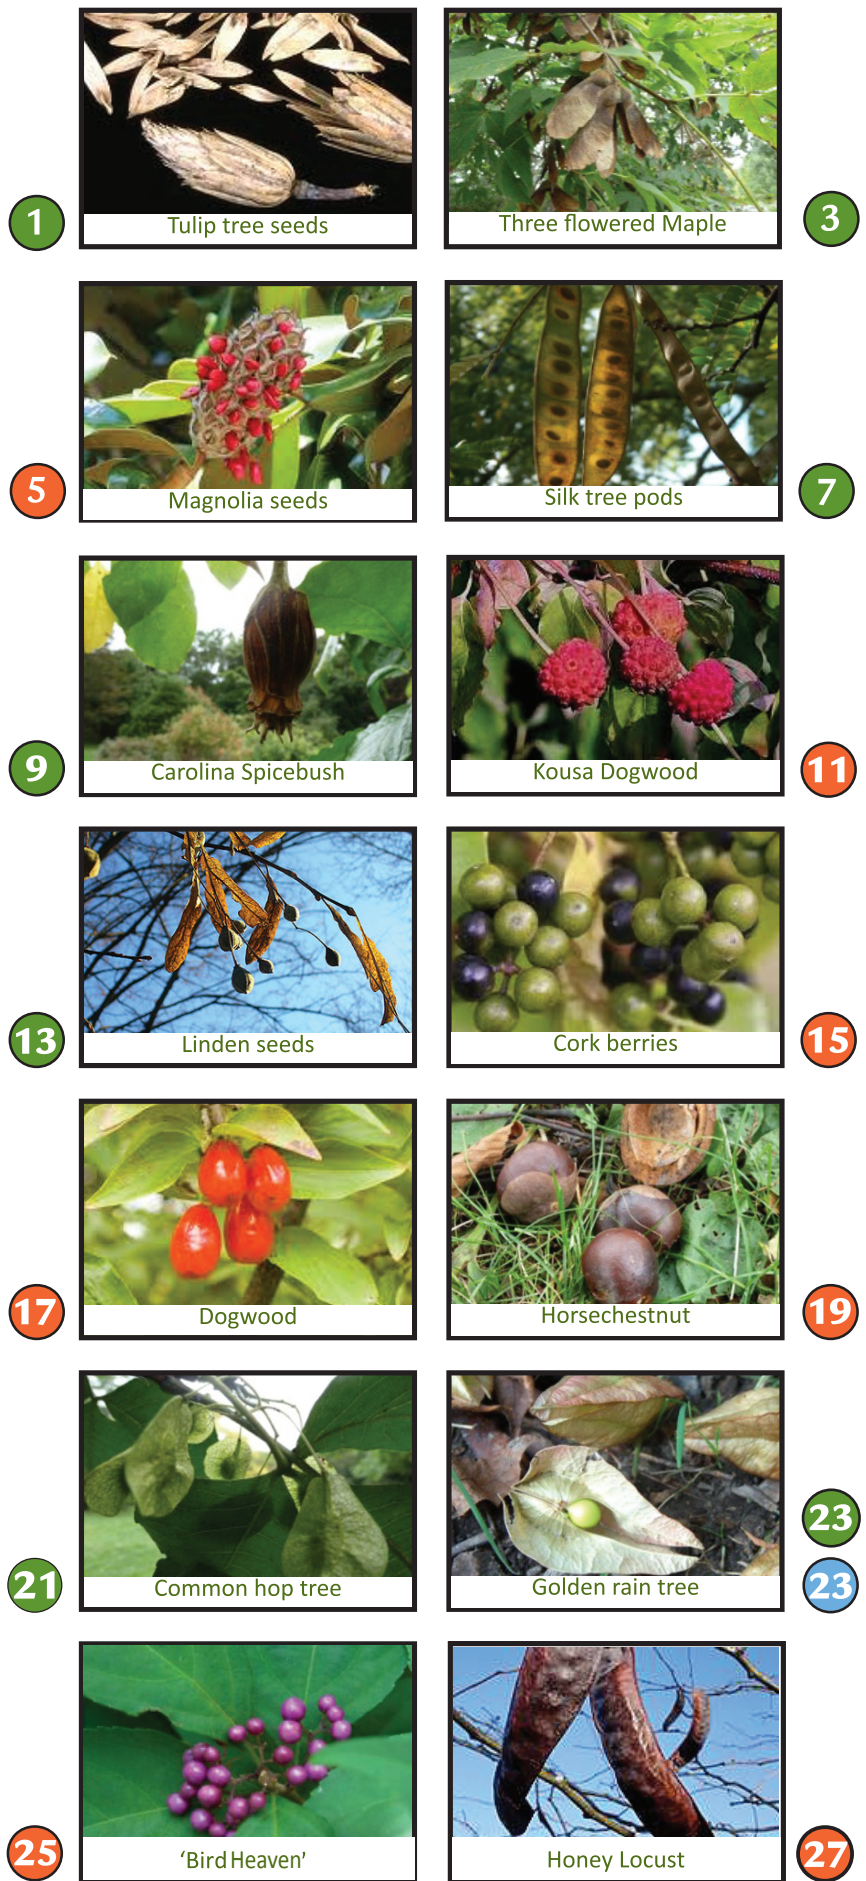 1
Tulip tree seeds
Three flowered Maple
3
5
Magnolia seeds
Silk tree pods
7
9
Carolina Spicebush
Kousa Dogwood
11
13
Linden seeds
Cork berries
15
17
Dogwood
Horsechestnut
19
21
Common hop tree
Golden rain tree
23
23
25
‘Bird Heaven’
Honey Locust
27